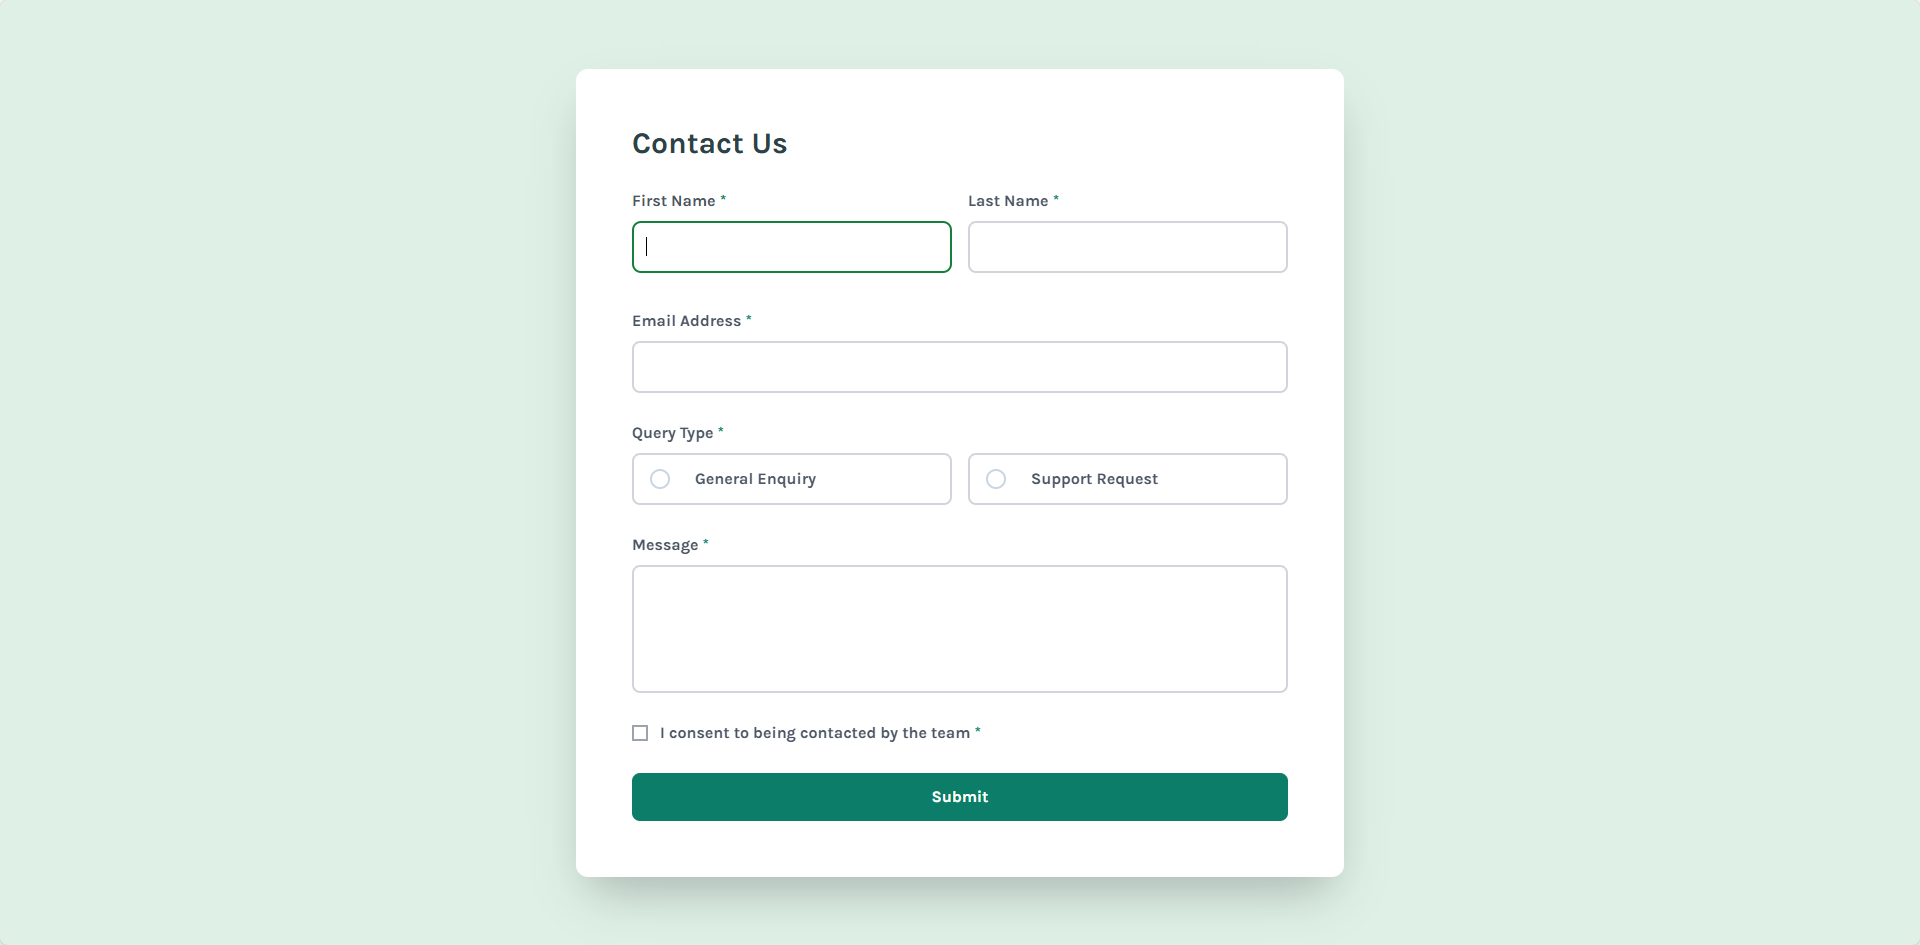 Contact Us
First Name *
Last Name *
Email Address *
Query Type *
General Enquiry
Support Request
Message *
I consent to being contacted by the team *
Submit